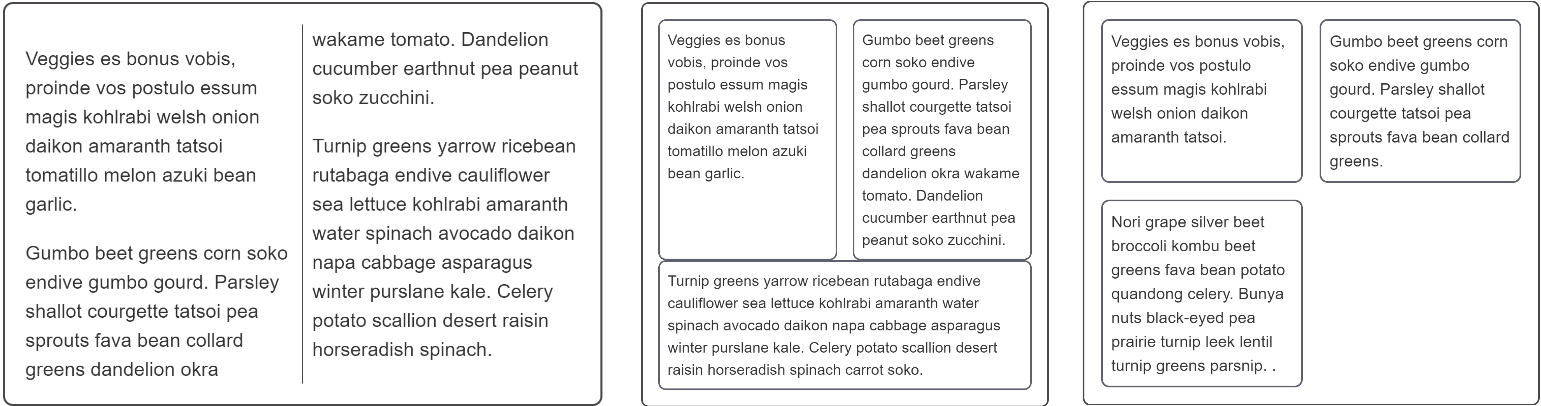 Veggies es bonus vobis,
proinde vos postulo essum
magis kohlrabi welsh onion
daikon amaranth tatsoi
tomatillo melon azuki bean
garlic.
Gumbo beet greens corn soko
endive gumbo gourd. Parsley
shallot courgette tatsoi pea
sprouts fava bean collard
greens dandelion okra
wakame tomato. Dandelion
cucumber earthnut pea peanut
soko zucchini.
Turnip greens yarrow ricebean
rutabaga endive cauliflower
sea lettuce kohlrabi amaranth
water spinach avocado daikon
napa cabbage asparagus
winter purslane kale. Celery
potato scallion desert raisin
horseradish spinach.
Veggies es bonus
vobis, proinde vos
postulo essum magis
kohlrabi welsh onion
daikon amaranth tatsoi
tomatillo melon azuki
bean garlic.
Gumbo beet greens
corn soko endive
gumbo gourd. Parsley
shallot courgette tatsoi
pea sprouts fava bean
collard greens
dandelion okra wakame
tomato. Dandelion
cucumber earthnut pea
peanut soko zucchini.
Turnip greens yarrow ricebean rutabaga endive
cauliflower sea lettuce kohlrabi amaranth water
spinach avocado daikon napa cabbage asparagus
winter purslane kale. Celery potato scallion desert
raisin horseradish spinach carrot soko.
Veggies es bonus vobis,
proinde vos postulo
essum magis kohlrabi
welsh onion daikon
amaranth tatsoi.
Gumbo beet greens corn
soko endive gumbo
gourd. Parsley shallot
courgette tatsoi pea
sprouts fava bean collard
greens.
Nori grape silver beet
broccoli kombu beet
greens fava bean potato
quandong celery. Bunya
nuts black-eyed pea
prairie turnip leek lentil
turnip greens parsnip. .